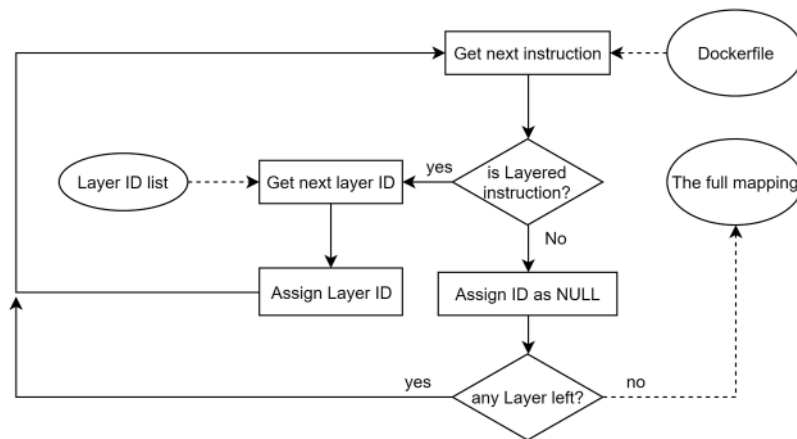 Get next instruction
Dockerfile
Layer ID list
Get next layer ID
yes
is Layered
instruction?
The full mapping
No
Assign Layer ID
Assign ID as NULL
yes
any Layer left?
no